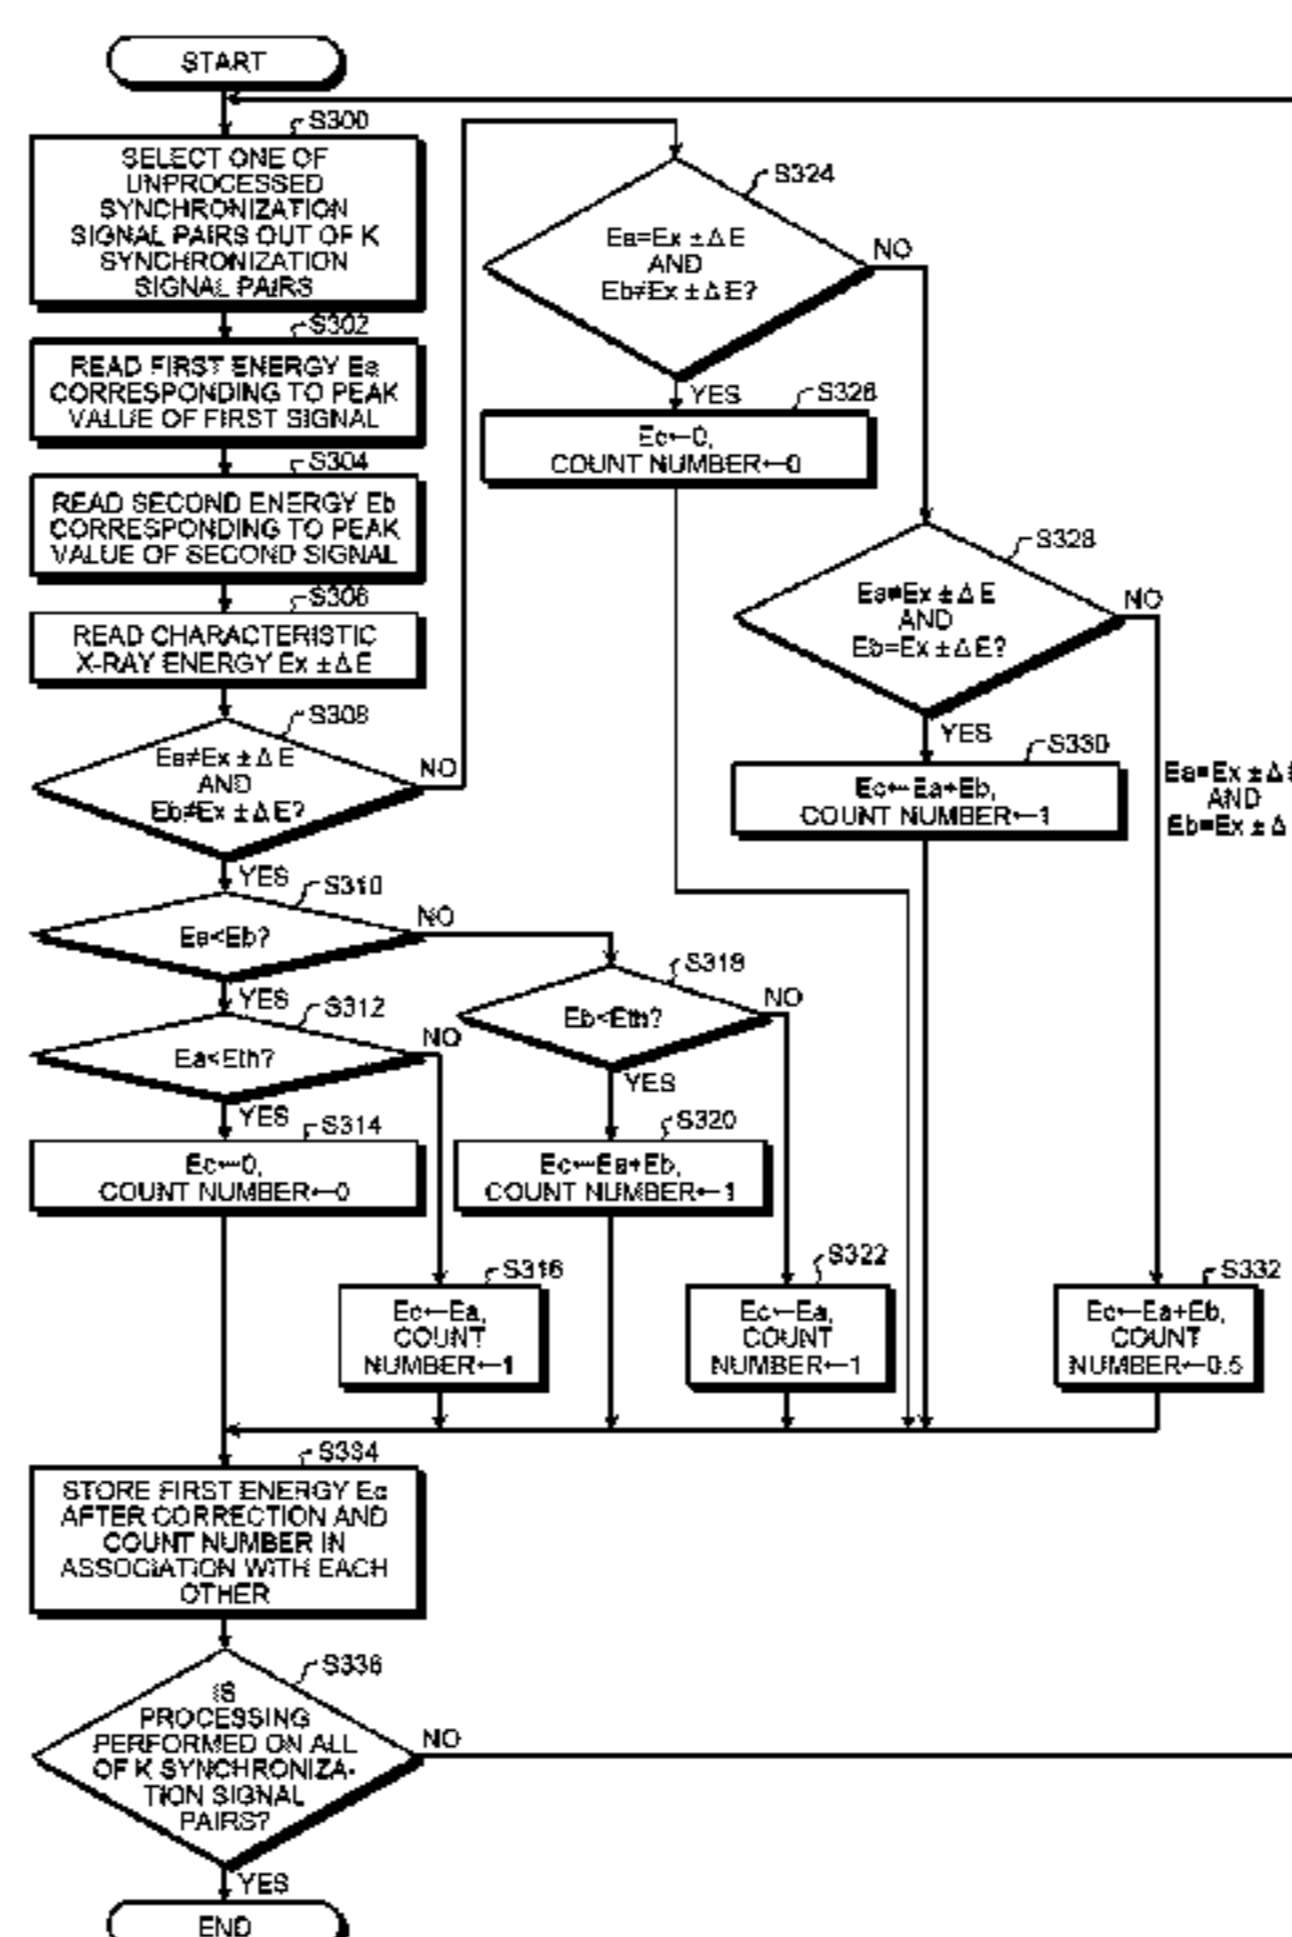 START
S300
SELECT ONE OF
UNPROCESSED
SYNCHRONIZATION
SIGNAL PAIRS OUT OF K
SYNCHRONIZATION
SIGNAL PAIRS
S302
READ FIRST ENERGY Ea
CORRESPONDING TO PEAK
VALUE OF FIRST SIGNAL
S304
READ SECOND ENERGY Eb
CORRESPONDING TO PEAK
VALUE OF SECOND SIGNAL
S306
READ CHARACTERISTIC
X-RAY ENERGY Ex ±ΔE
S308
Ea≠Ex ± Δ E
AND
Eb≠Ex ± Δ E?
NO
YES
S310
Ea<Eb?
NO
YES
S312
Ea<Eth?
NO
YES
S314
Ec←0,
COUNT NUMBER←0
S316
Ec←Ea,
COUNT
NUMBER←1
S318
Eb<Eth?
NO
YES
S320
Ec←Ea+Eb,
COUNT NUMBER←1
S322
Ec←Ea,
COUNT
NUMBER←1
S324
Ea=Ex ± Δ E
AND
Eb≠Ex ± Δ E?
NO
YES
S326
Ec←0,
COUNT NUMBER←0
S328
Ea≠Ex ± Δ E
AND
Eb=Ex ± Δ E?
NO
YES
S330
Ec←Ea+Eb,
COUNT NUMBER←1
Ea=Ex ± Δ E
AND
Eb=Ex ± Δ
S332
Ec←Ea+Eb,
COUNT
NUMBER←0.5
S334
STORE FIRST ENERGY Ec
AFTER CORRECTION AND
COUNT NUMBER IN
ASSOCIATION WITH EACH
OTHER
S336
IS
PROCESSING
PERFORMED ON ALL
OF K SYNCHRONIZA-
TION SIGNAL
PAIRS?
NO
YES
END